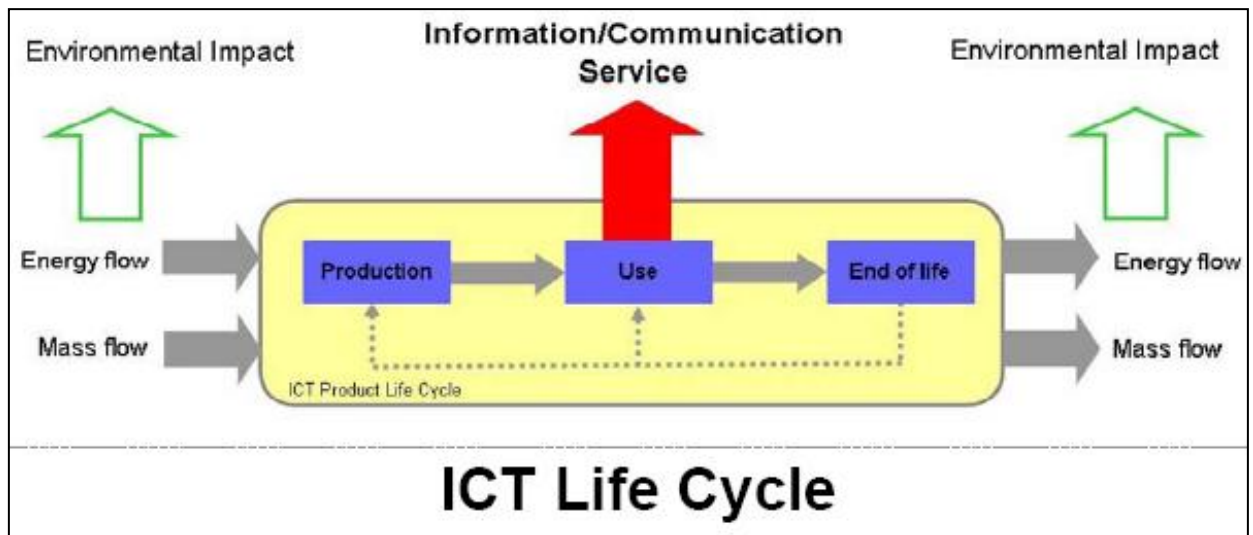 Environmental Impact
Information/Communication
Service
Environmental Impact
Energy flow
Mass flow
Production
Use
End of life
ICT Product Life Cycle
Energy flow
Mass flow
ICT Life Cycle